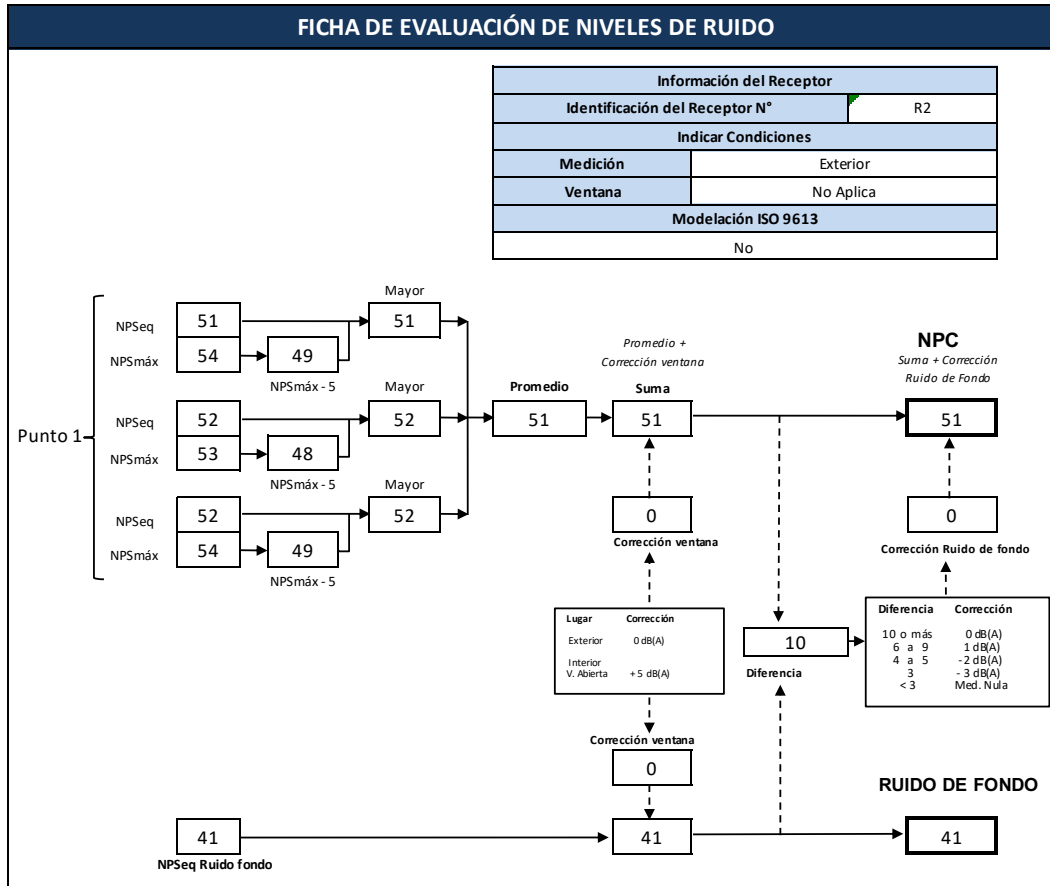 FICHA DE EVALUACIÓN DE NIVELES DE RUIDO
Información del Receptor
Identificación del Receptor N° R2
Indicar Condiciones
Medición Exterior
Ventana No Aplica
Modelación ISO 9613
No
Punto 1
Mayor
NPSeq 51 51
NPSmáx 54 49
NPSmáx - 5
Mayor
NPSeq 52 52
NPSmáx 53 48
NPSmáx - 5
Mayor
NPSeq 52 52
NPSmáx 54 49
NPSmáx - 5
Promedio
51
Promedio +
Corrección ventana
Suma
51
0
Corrección ventana
NPC
Suma + Corrección
Ruido de Fondo
51
0
Corrección Ruido de fondo
Lugar Corrección
Exterior 0 dB(A)
Interior
V. Abierta + 5 dB(A)
10
Diferencia
Diferencia Corrección
10 o más 0 dB(A)
6 a 9 1 dB(A)
4 a 5 -2 dB(A)
3 - 3 dB(A)
< 3 Med. Nula
Corrección ventana
0
RUIDO DE FONDO
41 41 41
NPSeq Ruido fondo